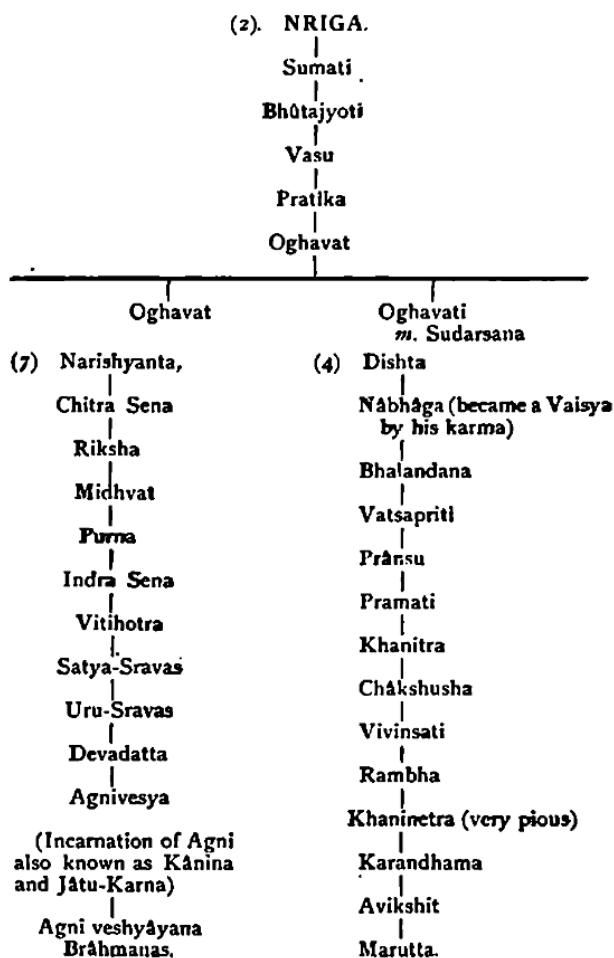 (2). NRIGA.
Sumati
Bhûtajyoti
Vasu
Pratika
Oghavat
Oghavat
Oghavati
m. Sudarsana
(7) Narishyanta,
Chitra Sena
Riksha
Midhvat
Purna
Indra Sena
Vitihotra
Satya-Sravas
Uru-Sravas
Devadatta
Agnivesya
(Incarnation of Agni
also known as Kânina
and Jâtu-Karna)
Agni veshyâyana
Brâhmanas.
(4) Dishta
Nâbhâga (became a Vaisya
by his karma)
Bhalandana
Vatsapriti
Prânsu
Pramati
Khanitra
Châkshusha
Vivinsati
Rambha
Khaninetra (very pious)
Karandhama
Avikshit
Marutta.